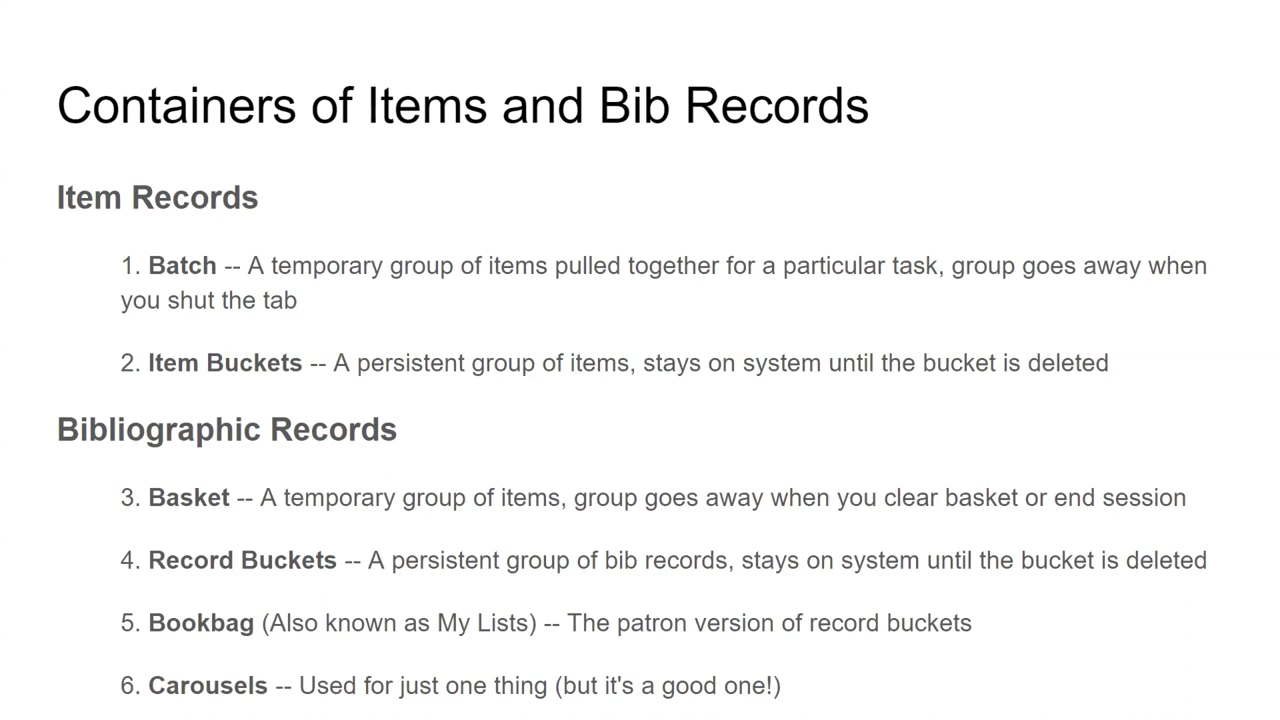 Containers of Items and Bib Records
Item Records
1. Batch -- A temporary group of items pulled together for a particular task, group goes away when
you shut the tab
2. Item Buckets -- A persistent group of items, stays on system until the bucket is deleted
Bibliographic Records
3. Basket -- A temporary group of items, group goes away when you clear basket or end session
4. Record Buckets -- A persistent group of bib records, stays on system until the bucket is deleted
5. Bookbag (Also known as My Lists) -- The patron version of record buckets
6. Carousels -- Used for just one thing (but it's a good one!)